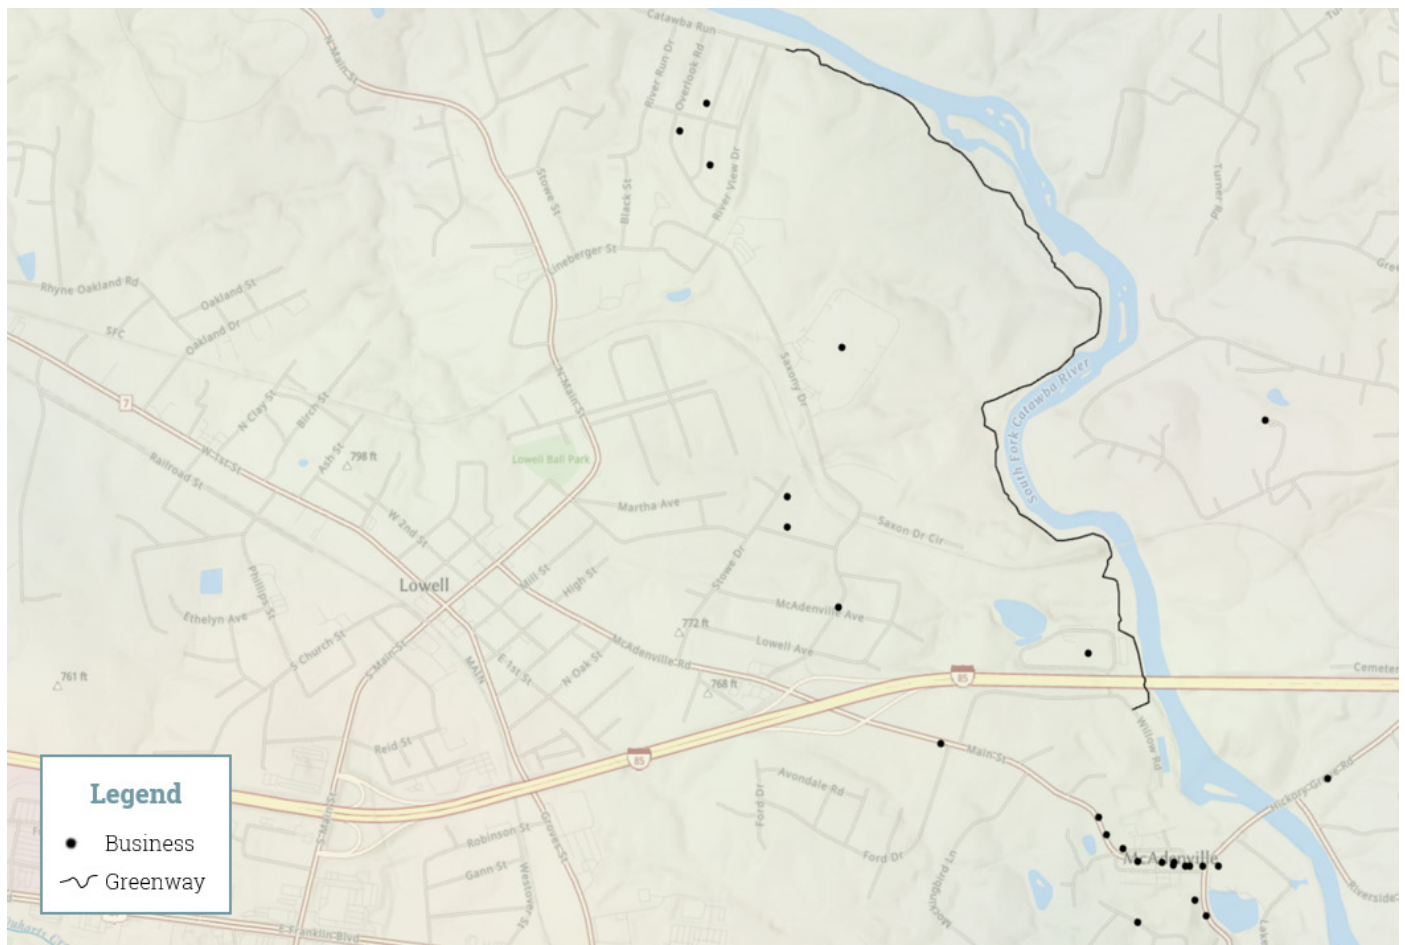 Catawba Run
N Main St
River Run Dr
Overlook Rd
Stowe St
Black St
River View Dr
Turner Rd
Lineberger St
Rhyne Oakland Rd
Oakland St
SFC
Oakland Dr
Saxony Dr
South Fork Catawba River
N Main St
7
N Clay St
Birch St
W 1st St
Ash St
798 ft
Lowell Ball Park
Railroad St
Martha Ave
W 2nd St
Saxon Dr Cir
Lowell
Phillips St
Mill St
High St
Stowe Dr
Ethelyn Ave
McAdenville Ave
772 ft
S Church St
Lowell Ave
S Main St
MAIN
E 1st St
N Oak St
McAdenville Rd
761 ft
768 ft
85
Cemeter
Reid St
85
Main St
Willow Rd
Avondale Rd
Ford Dr
Hickory Grove Rd
S Main St
Robinson St
Groves St
Gann St
Westover St
Ford Dr
Mockingbird Ln
McAdenville
Riverside
E Franklin Blvd
Lake
Legend
Business
Greenway